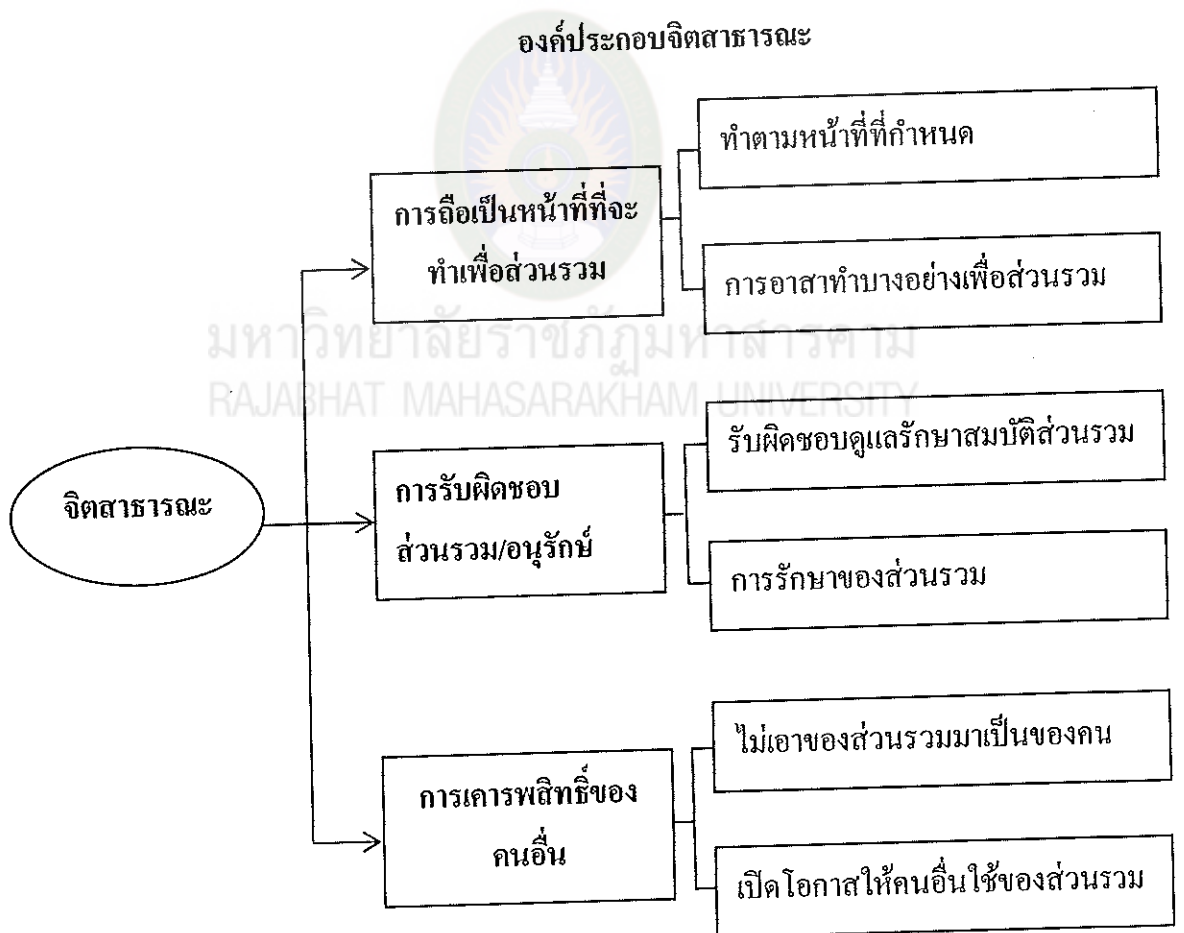 องค์ประกอบจิตสาธารณะ
จิตสาธารณะ
การถือเป็นหน้าที่ที่จะ
ทำเพื่อส่วนรวม
ทำตามหน้าที่ที่กำหนด
การอาสาทำบางอย่างเพื่อส่วนรวม
มหาวิทยาลัยราชภัฏมหาสารคาม
RAJABHAT MAHASARAKHAM UNIVERSITY
การรับผิดชอบ
ส่วนรวม/อนุรักษ์
รับผิดชอบดูแลรักษาสมบัติส่วนรวม
การรักษาของส่วนรวม
การเคารพสิทธิ์ของ
คนอื่น
ไม่เอาของส่วนรวมมาเป็นของคน
เปิดโอกาสให้คนอื่นใช้ของส่วนรวม